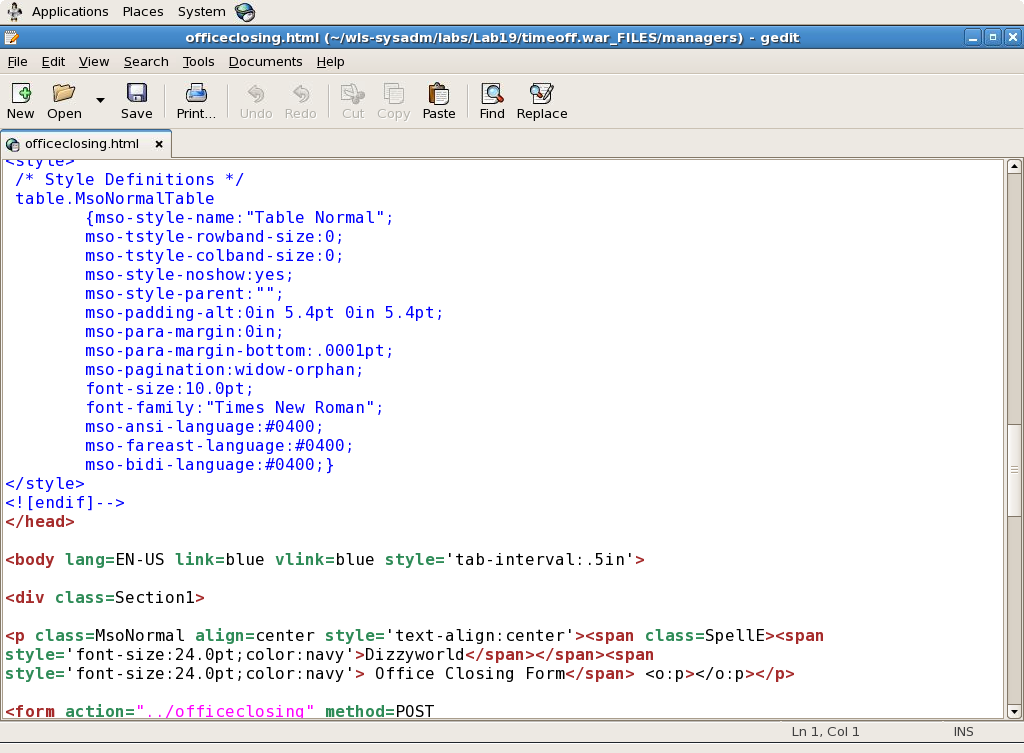 Applications Places System
officeclosing.html (~/wls-sysadm/labs/Lab19/timeoff.war_FILES/managers) - gedit
File Edit View Search Tools Documents Help
New Open Save Print... Undo Redo Cut Copy Paste Find Replace
officeclosing.html
<style>
/* Style Definitions */
table.MsoNormalTable
{mso-style-name:"Table Normal";
mso-tstyle-rowband-size:0;
mso-tstyle-colband-size:0;
mso-style-noshow:yes;
mso-style-parent:"";
mso-padding-alt:0in 5.4pt 0in 5.4pt;
mso-para-margin:0in;
mso-para-margin-bottom:.0001pt;
mso-pagination:widow-orphan;
font-size:10.0pt;
font-family:"Times New Roman";
mso-ansi-language:#0400;
mso-fareast-language:#0400;
mso-bidi-language:#0400;}
</style>
<![endif]-->
</head>
<body lang=EN-US link=blue vlink=blue style='tab-interval:.5in'>
<div class=Section1>
<p class=MsoNormal align=center style='text-align:center'><span class=SpellE><span
style='font-size:24.0pt;color:navy'>Dizzyworld</span></span><span
style='font-size:24.0pt;color:navy'> Office Closing Form</span> <o:p></o:p></p>
<form action="../officeclosing" method=POST
Ln 1, Col 1 INS